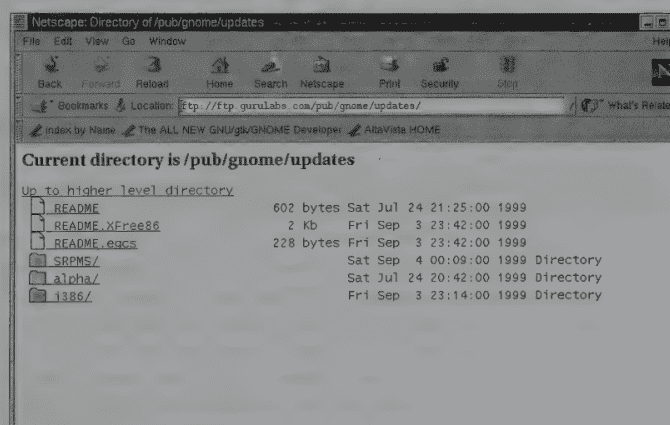 Netscape: Directory of /pub/gnome/updates
File Edit View Go Window Help
Back Forward Reload Home Search Netscape Print Security Stop N
Bookmarks Location: ftp://ftp.gurulabs.com/pub/gnome/updates/ What's Relate
Index by Name The ALL NEW GNU/gtk/GNOME Developer AltaVista HOME
Current directory is /pub/gnome/updates
Up to higher level directory
README 602 bytes Sat Jul 24 21:25:00 1999
README.XFree86 2 Kb Fri Sep 3 23:42:00 1999
README.egcs 228 bytes Fri Sep 3 23:42:00 1999
SRPMS/ Sat Sep 4 00:09:00 1999 Directory
alpha/ Sat Jul 24 20:42:00 1999 Directory
i386/ Fri Sep 3 23:14:00 1999 Directory